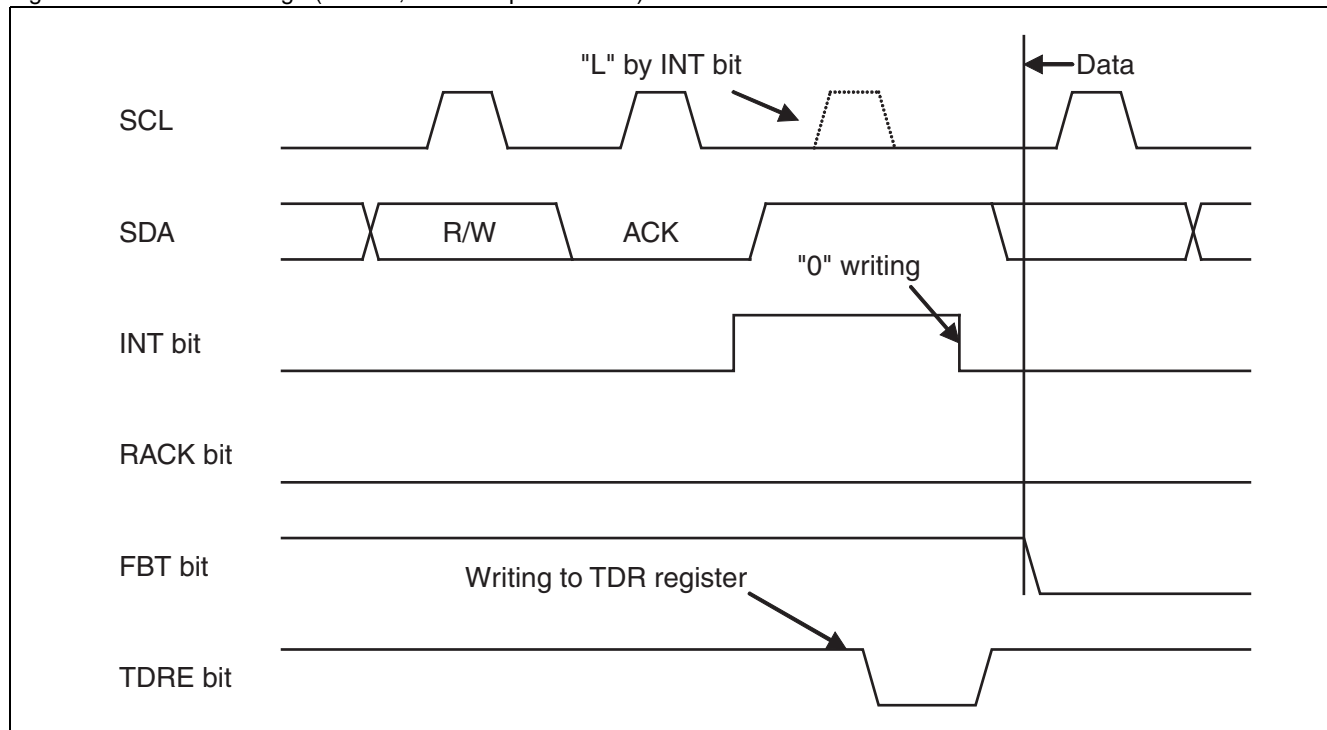 "L" by INT bit
Data
SCL
SDA
R/W
ACK
"0" writing
INT bit
RACK bit
FBT bit
Writing to TDR register
TDRE bit